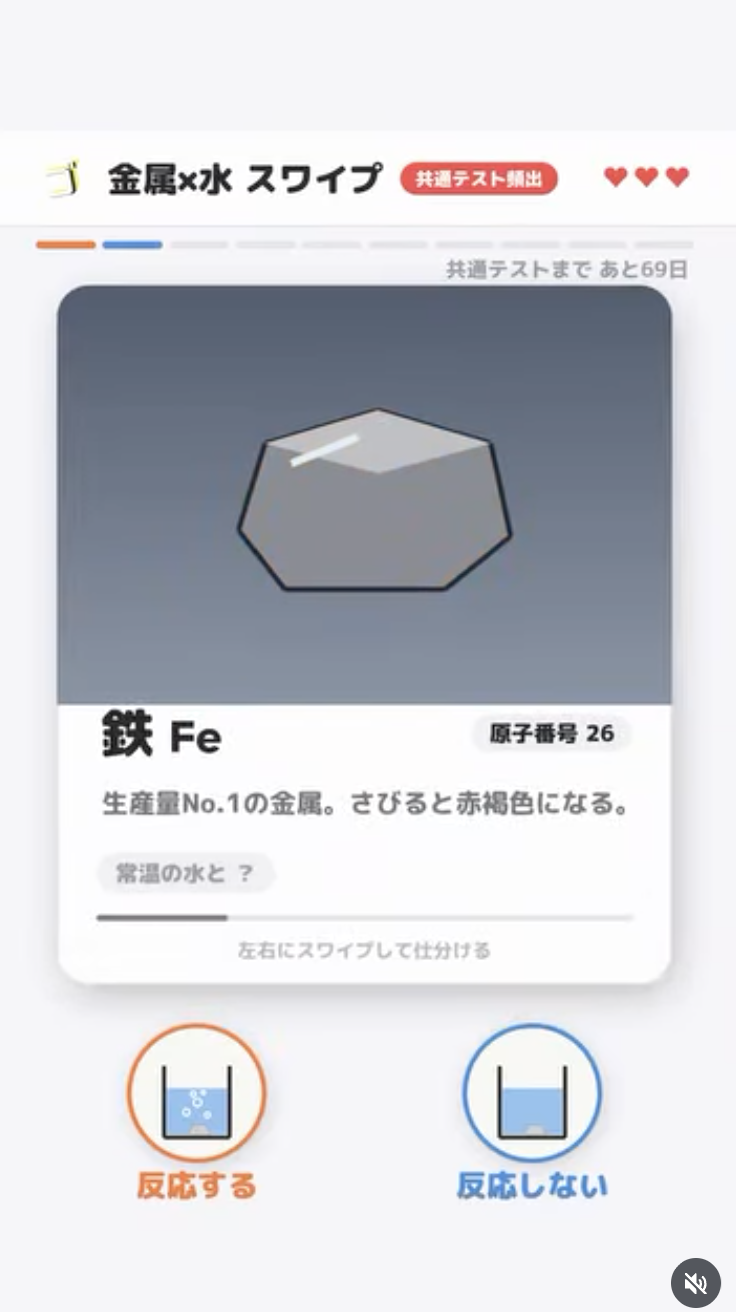 ゴ 金属×水 スワイプ 共通テスト頻出
共通テストまで あと69日
鉄 Fe 原子番号 26
生産量No.1の金属。さびると赤褐色になる。
常温の水と ?
左右にスワイプして仕分ける
反応する 反応しない